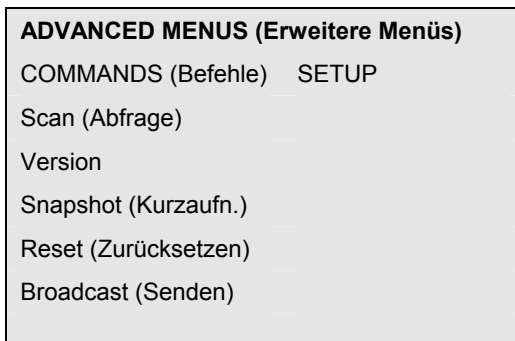 ADVANCED MENUS (Erweitere Menüs)
COMMANDS (Befehle) SETUP
Scan (Abfrage)
Version
Snapshot (Kurzaufn.)
Reset (Zurücksetzen)
Broadcast (Senden)